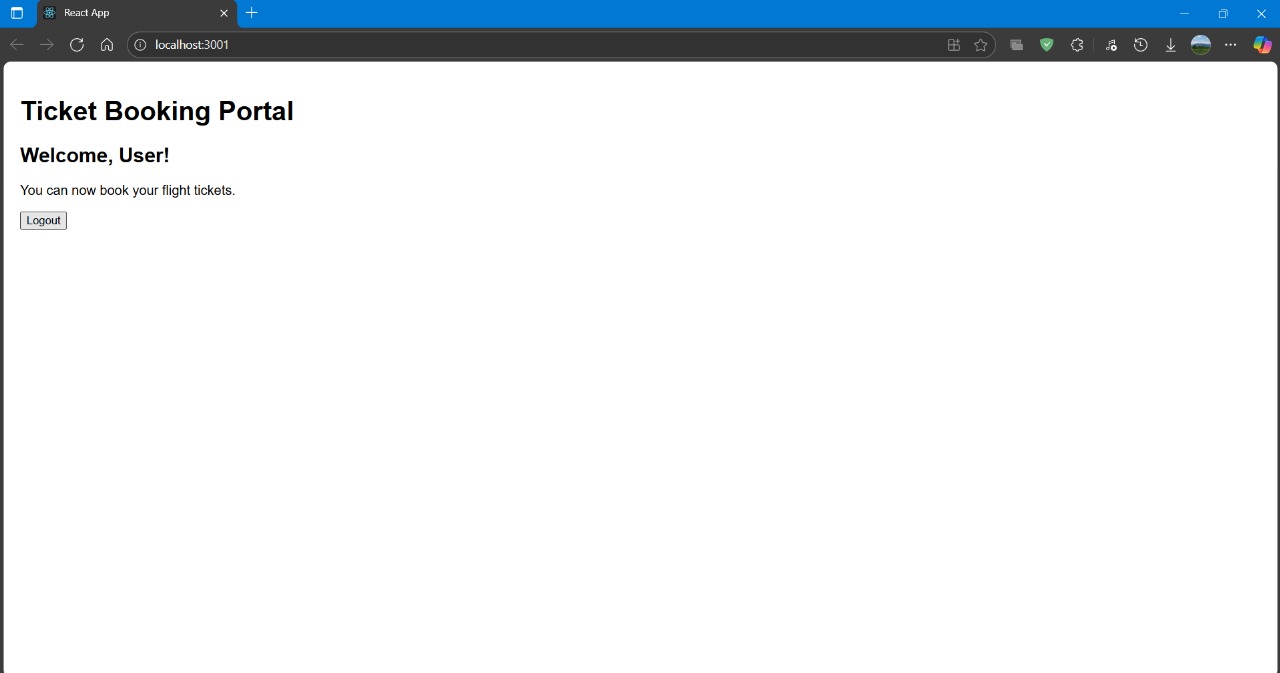 React App
localhost:3001
Ticket Booking Portal
Welcome, User!
You can now book your flight tickets.
Logout